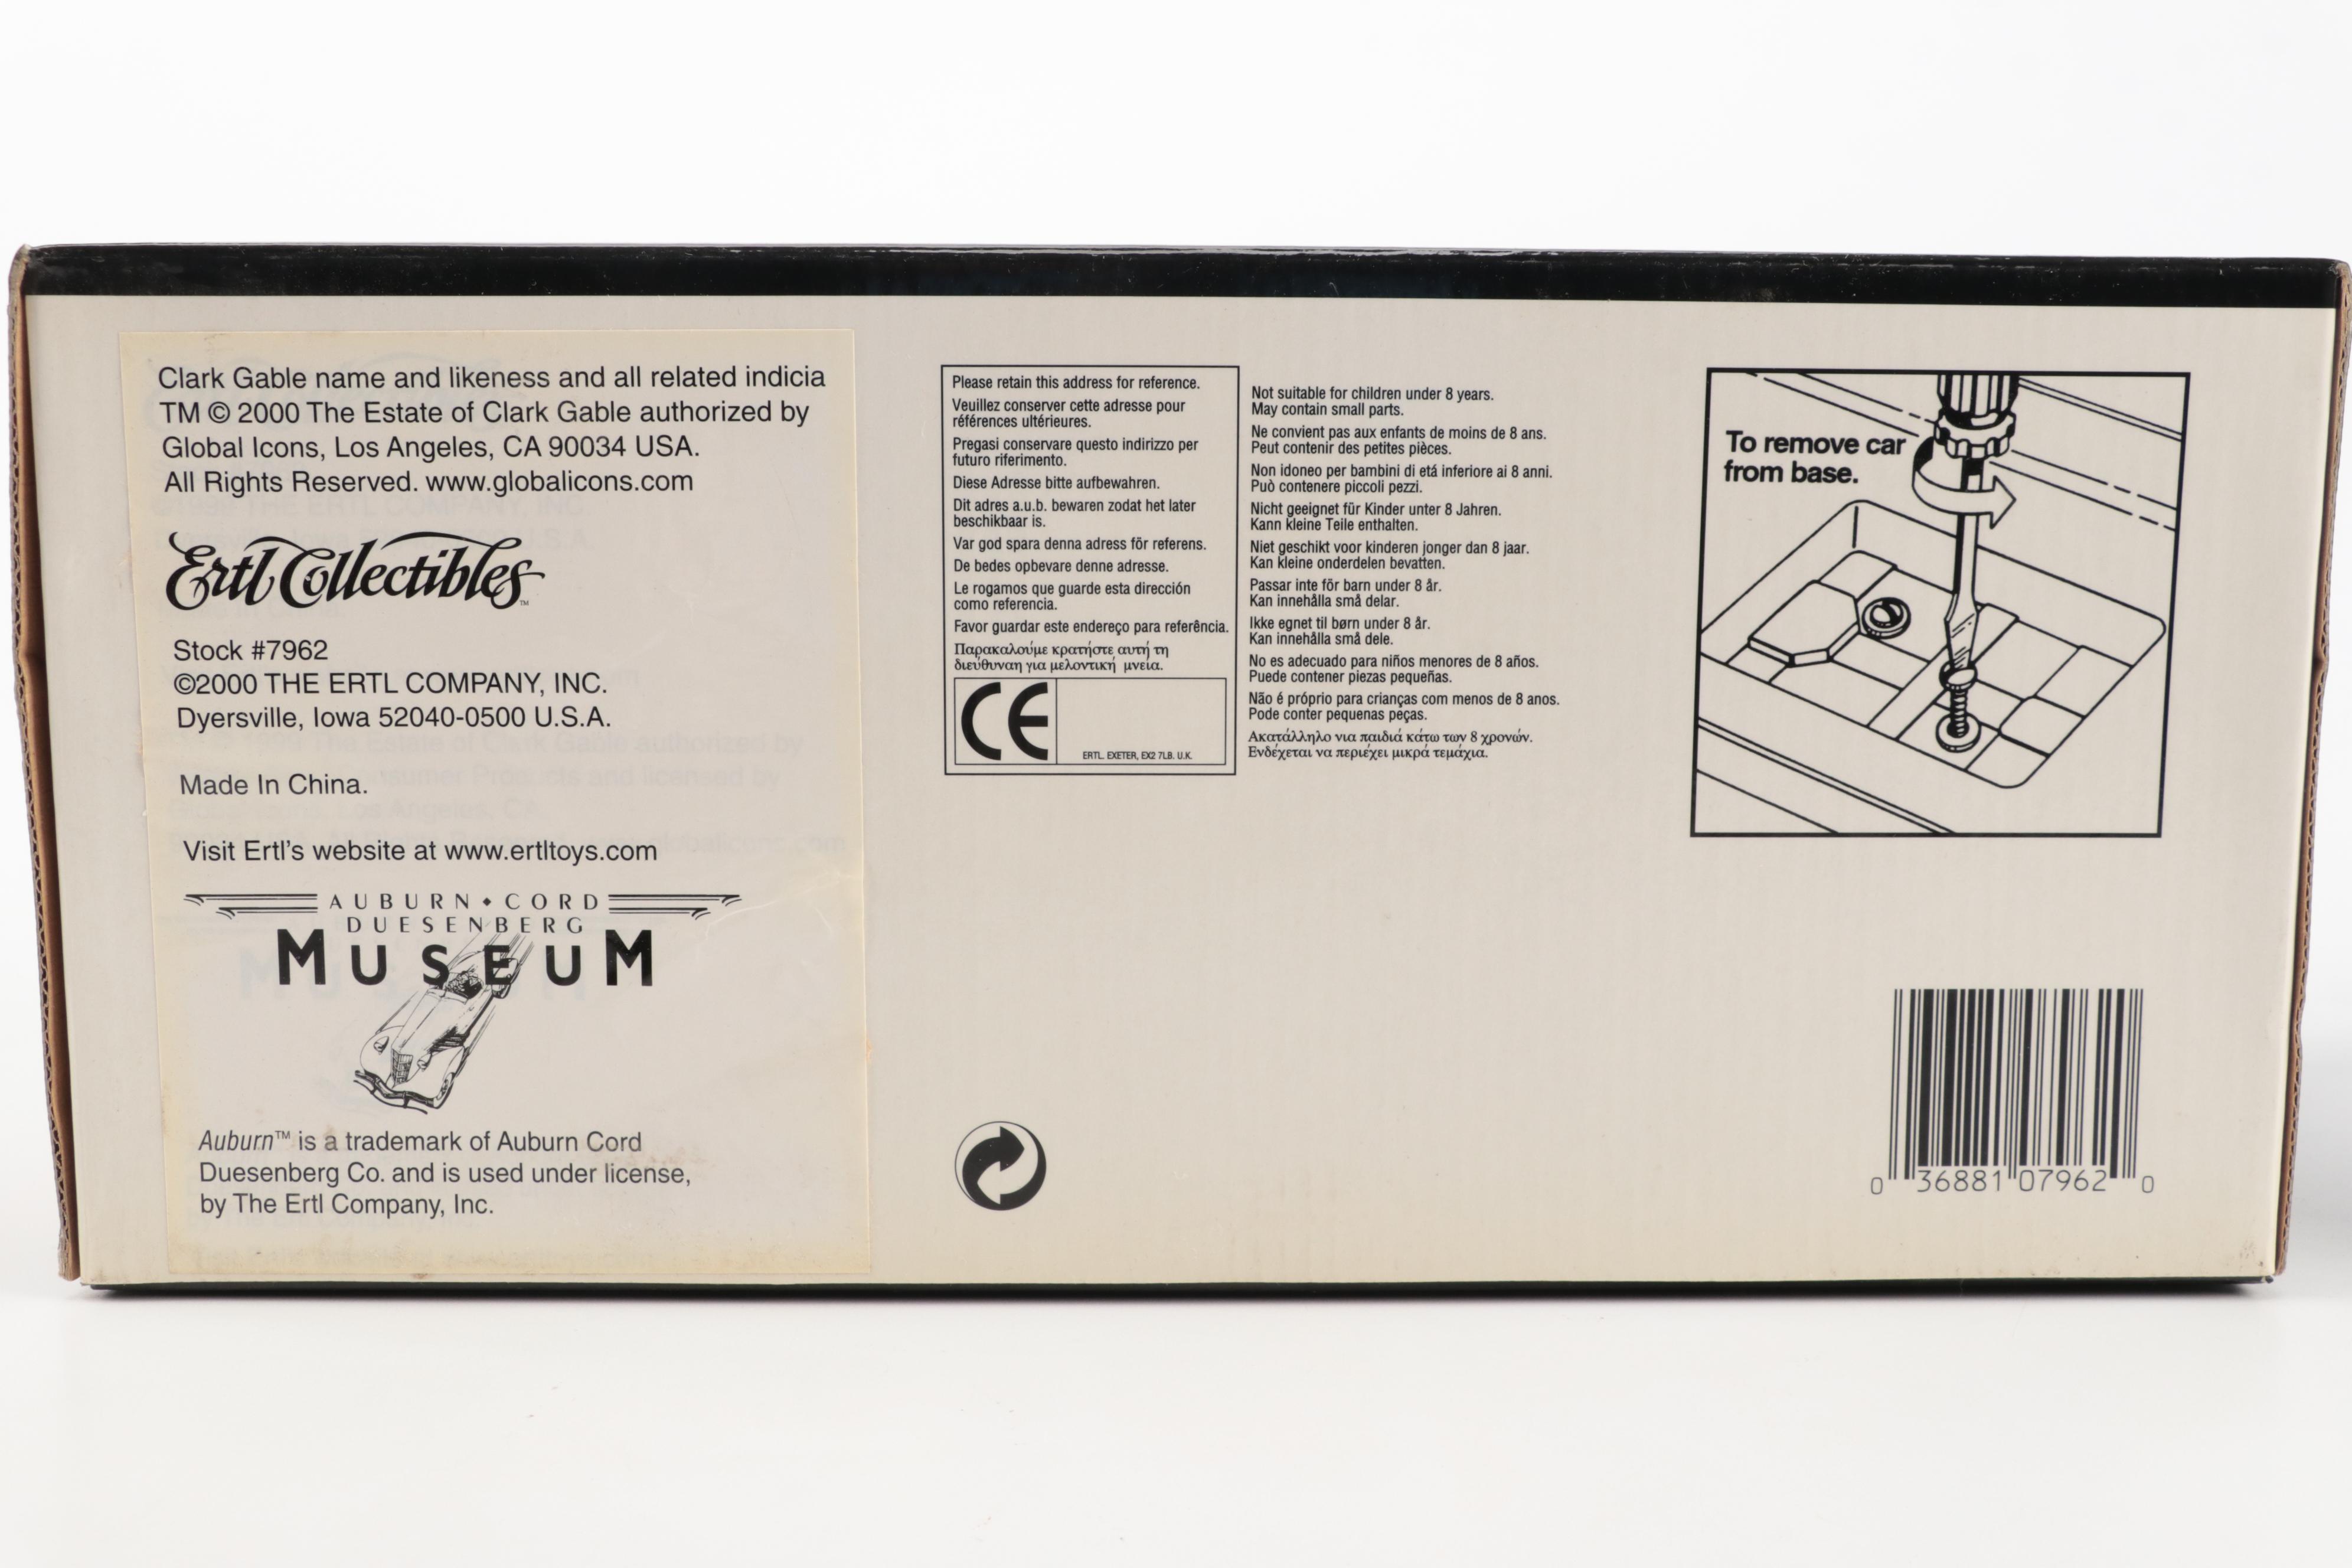 Clark Gable name and likeness and all related indicia
TM © 2000 The Estate of Clark Gable authorized by
Global Icons, Los Angeles, CA 90034 USA.
All Rights Reserved. www.globalicons.com
Ertl Collectibles™
Stock #7962
©2000 THE ERTL COMPANY, INC.
Dyersville, Iowa 52040-0500 U.S.A.
Made In China.
Visit Ertl's website at www.ertltoys.com
AUBURN • CORD
DUESENBERG
MUSEUM
Auburn™ is a trademark of Auburn Cord
Duesenberg Co. and is used under license,
by The Ertl Company, Inc.
Please retain this address for reference.
Veuillez conserver cette adresse pour
références ultérieures.
Pregasi conservare questo indirizzo per
futuro riferimento.
Diese Adresse bitte aufbewahren.
Dit adres a.u.b. bewaren zodat het later
beschikbaar is.
Var god spara denna adress för referens.
De bedes opbevare denne adresse.
Le rogamos que guarde esta dirección
como referencia.
Favor guardar este endereço para referência.
Παρακαλούμε κρατήστε αυτή τη
διεύθυναη για μελοντική μνεία.
CE
ERTL. EXETER, EX2 7LB. U.K.
Not suitable for children under 8 years.
May contain small parts.
Ne convient pas aux enfants de moins de 8 ans.
Peut contenir des petites pièces.
Non idoneo per bambini di etá inferiore ai 8 anni.
Può contenere piccoli pezzi.
Nicht geeignet für Kinder unter 8 Jahren.
Kann kleine Teile enthalten.
Niet geschikt voor kinderen jonger dan 8 jaar.
Kan kleine onderdelen bevatten.
Passar inte för barn under 8 år.
Kan innehålla små delar.
Ikke egnet til børn under 8 år.
Kan innehålla små dele.
No es adecuado para niños menores de 8 años.
Puede contener piezas pequeñas.
Não é próprio para crianças com menos de 8 anos.
Pode conter pequenas peças.
Ακατάλληλο νια παιδιά κάτω των 8 χρονών.
Ενδέχεται να περιέχει μικρά τεμάχια.
To remove car
from base.
0 36881 07962 0